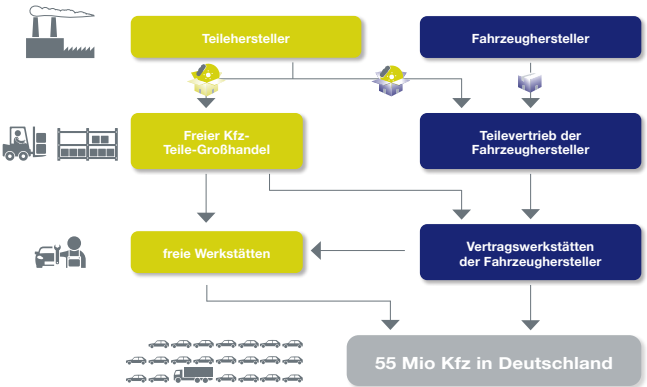 Teilehersteller
Fahrzeughersteller
Freier Kfz-
Teile-Großhandel
Teilevertrieb der
Fahrzeughersteller
freie Werkstätten
Vertragswerkstätten
der Fahrzeughersteller
55 Mio Kfz in Deutschland